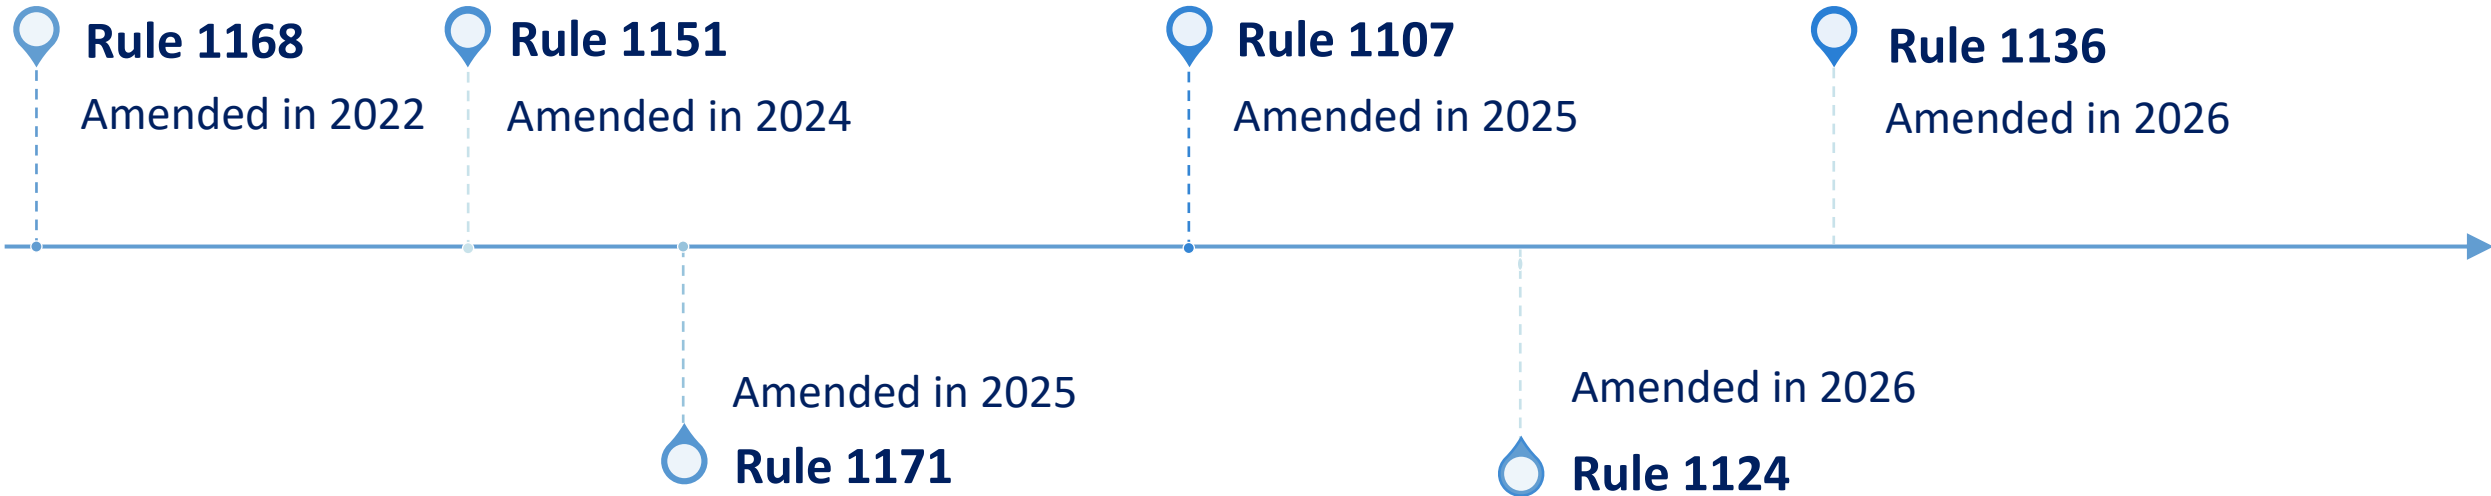 Rule 1168
Amended in 2022
Rule 1151
Amended in 2024
Rule 1107
Amended in 2025
Rule 1136
Amended in 2026
Amended in 2025
Rule 1171
Amended in 2026
Rule 1124